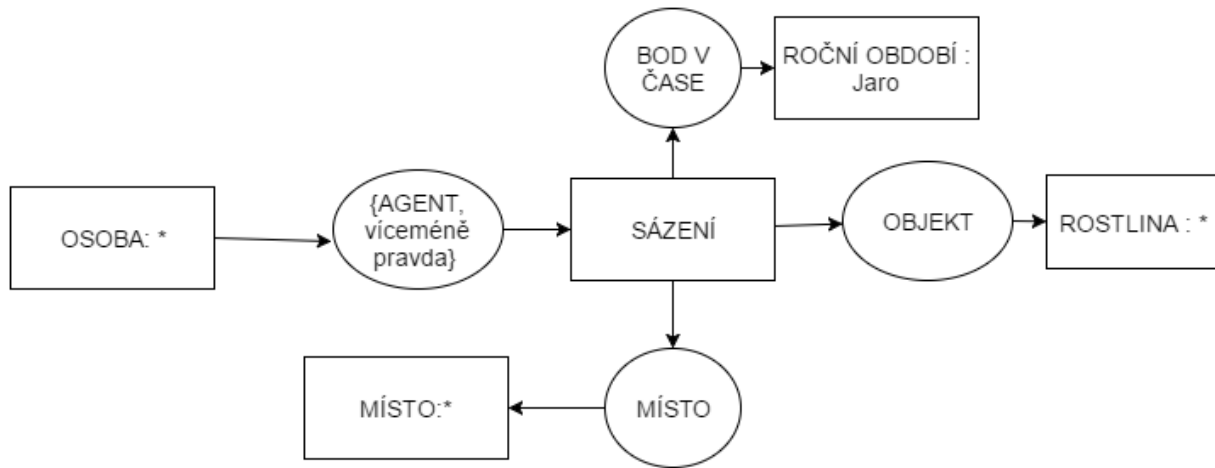 BOD V
ČASE
ROČNÍ OBDOBÍ :
Jaro
OSOBA: *
{AGENT,
víceméně
pravda}
SÁZENÍ
OBJEKT
ROSTLINA : *
MÍSTO:*
MÍSTO